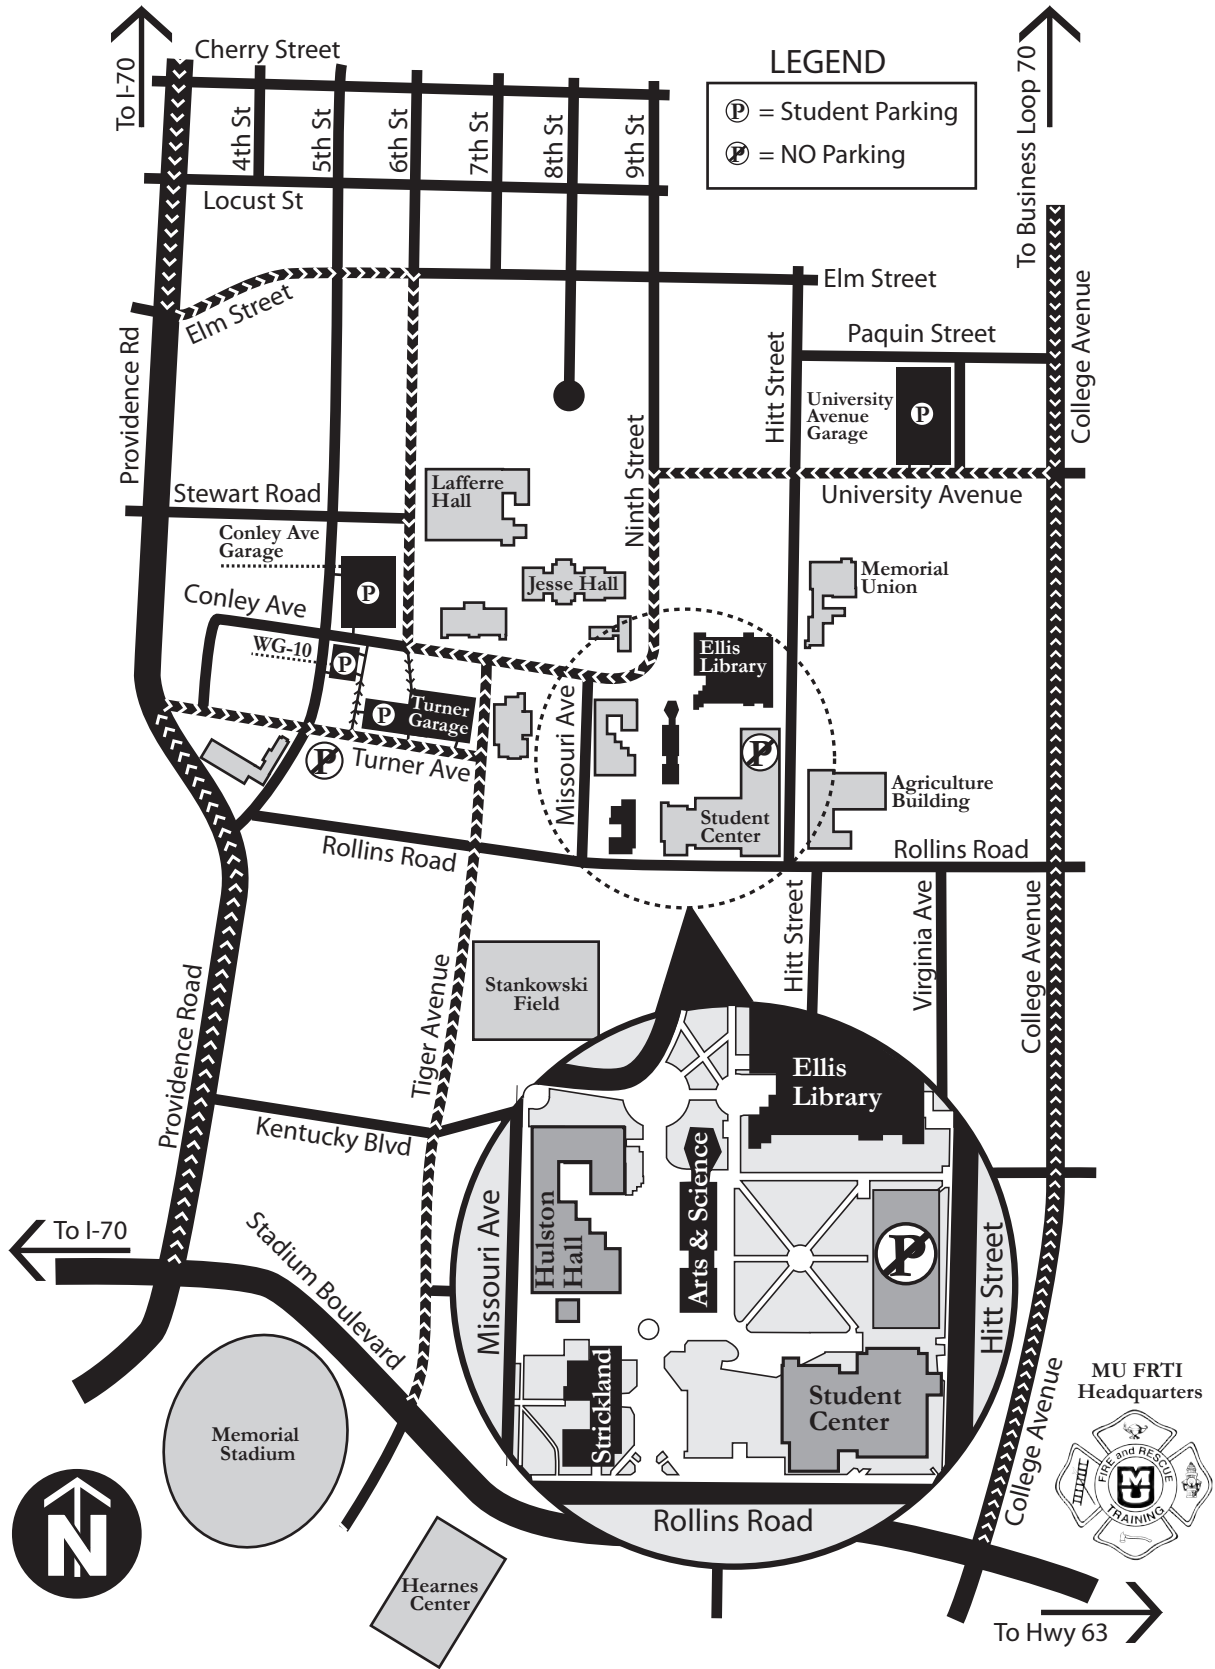 Cherry Street
To I-70
4th St
5th St
6th St
7th St
8th St
9th St
LEGEND
P = Student Parking
P = NO Parking
To Business Loop 70
Locust St
Elm Street
Elm Street
Providence Rd
Hitt Street
Paquin Street
College Avenue
University
Avenue
Garage
P
Ninth Street
University Avenue
Stewart Road
Lafferre
Hall
Conley Ave
Garage
P
Jesse Hall
Memorial
Union
Conley Ave
WG-10
P
Ellis
Library
P
Turner
Garage
P
Turner Ave
Missouri Ave
P
Student
Center
Agriculture
Building
Rollins Road
Rollins Road
Hitt Street
Virginia Ave
College Avenue
Stankowski
Field
Providence Road
Tiger Avenue
Kentucky Blvd
Ellis
Library
Missouri Ave
Hulston
Hall
Arts & Science
P
Hitt Street
To I-70
Stadium Boulevard
Strickland
Student
Center
Rollins Road
College Avenue
MU FRTI
Headquarters
FIRE and RESCUE
MU
TRAINING
Memorial
Stadium
N
Hearnes
Center
To Hwy 63